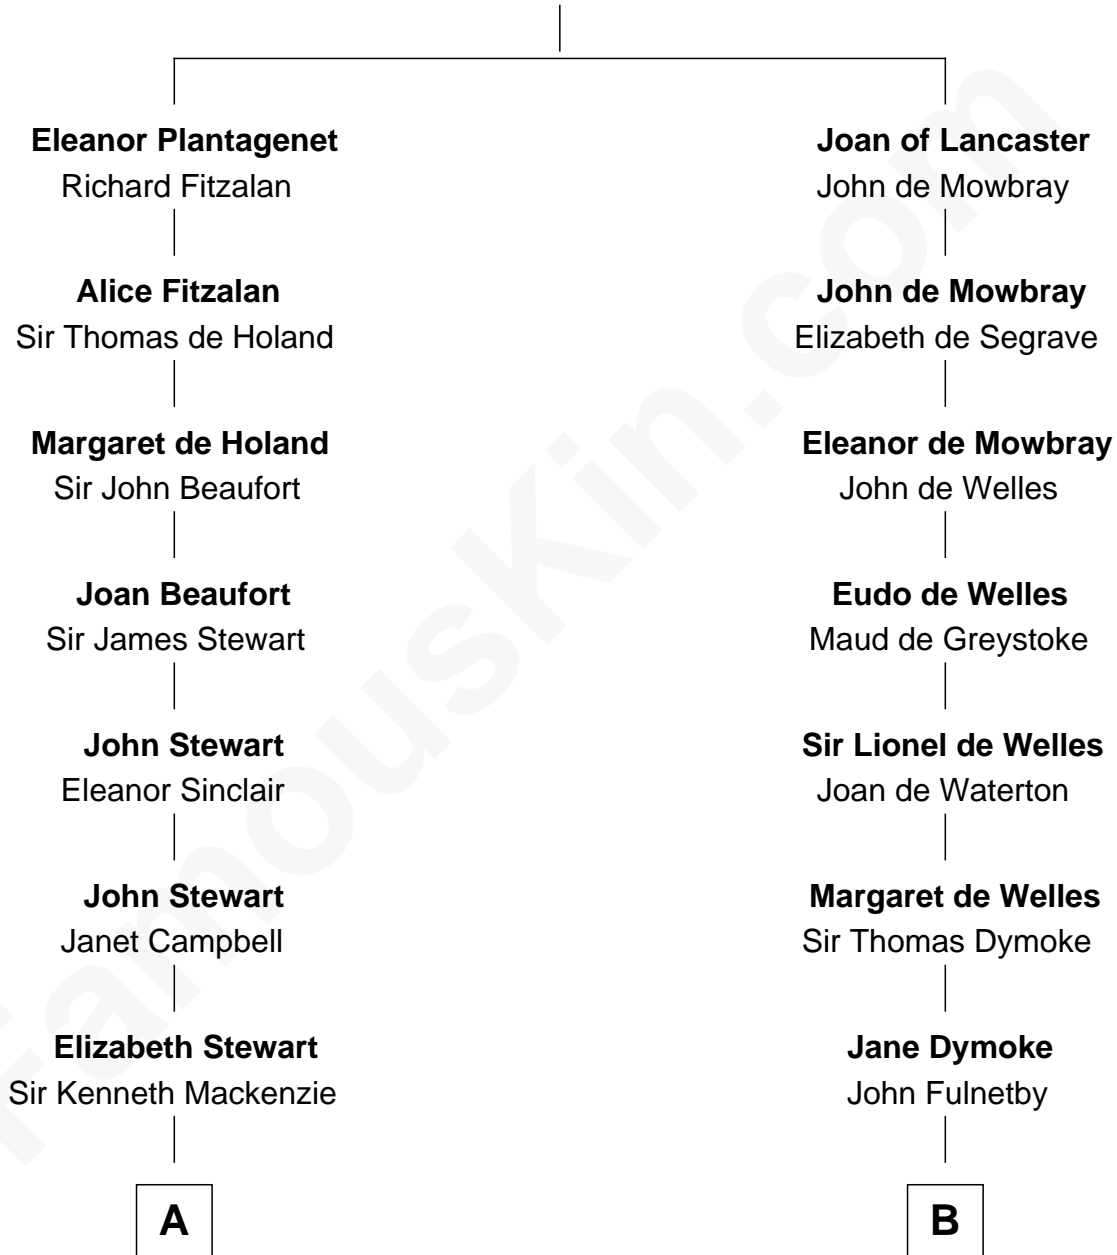 Eleanor Plantagenet
Richard Fitzalan
Alice Fitzalan
Sir Thomas de Holand
Margaret de Holand
Sir John Beaufort
Joan Beaufort
Sir James Stewart
John Stewart
Eleanor Sinclair
John Stewart
Janet Campbell
Elizabeth Stewart
Sir Kenneth Mackenzie
A
Joan of Lancaster
John de Mowbray
John de Mowbray
Elizabeth de Segrave
Eleanor de Mowbray
John de Welles
Eudo de Welles
Maud de Greystoke
Sir Lionel de Welles
Joan de Waterton
Margaret de Welles
Sir Thomas Dymoke
Jane Dymoke
John Fulnetby
B
FamousKin.com